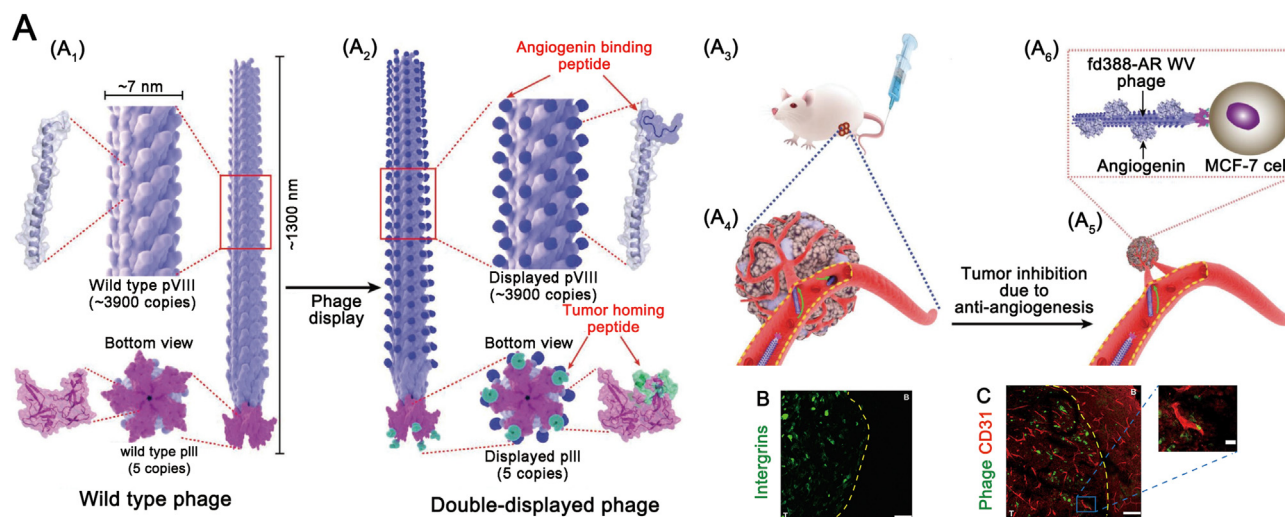 A
(A1)
~7 nm
Wild type pVIII
(~3900 copies)
~1300 nm
Bottom view
wild type pIII
(5 copies)
Wild type phage
Phage
display
(A2)
Angiogenin binding
peptide
Displayed pVIII
(~3900 copies)
Tumor homing
peptide
Bottom view
Displayed pIII
(5 copies)
Double-displayed phage
(A3)
(A4)
Tumor inhibition
due to
anti-angiogenesis
(A6)
fd388-AR WV
phage
Angiogenin
MCF-7 cell
(A5)
B
Intergrins
B
T
C
Phage CD31
B
T